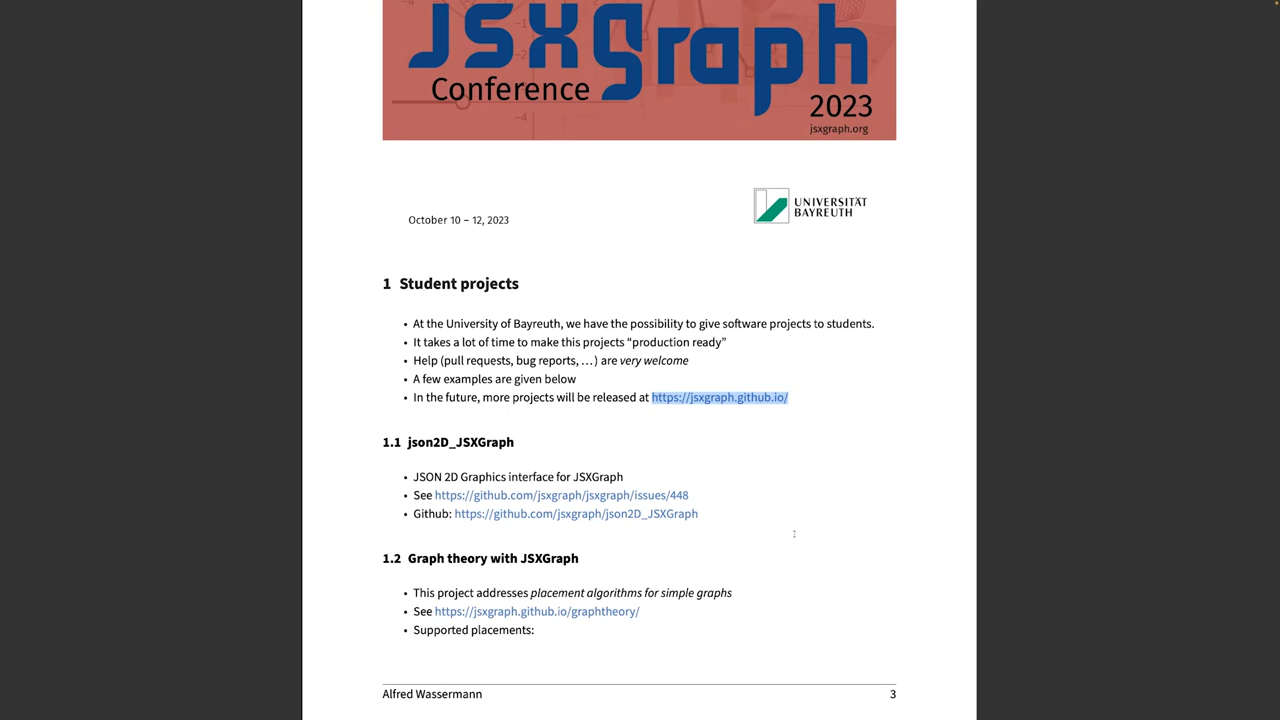 JSXgraph
Conference
2023
jsxgraph.org
UNIVERSITÄT
BAYREUTH
October 10 – 12, 2023
1 Student projects
• At the University of Bayreuth, we have the possibility to give software projects to students.
• It takes a lot of time to make this projects “production ready”
• Help (pull requests, bug reports, …) are very welcome
• A few examples are given below
• In the future, more projects will be released at https://jsxgraph.github.io/
1.1 json2D_JSXGraph
• JSON 2D Graphics interface for JSXGraph
• See https://github.com/jsxgraph/jsxgraph/issues/448
• Github: https://github.com/jsxgraph/json2D_JSXGraph
1.2 Graph theory with JSXGraph
• This project addresses placement algorithms for simple graphs
• See https://jsxgraph.github.io/graphtheory/
• Supported placements:
Alfred Wassermann 3